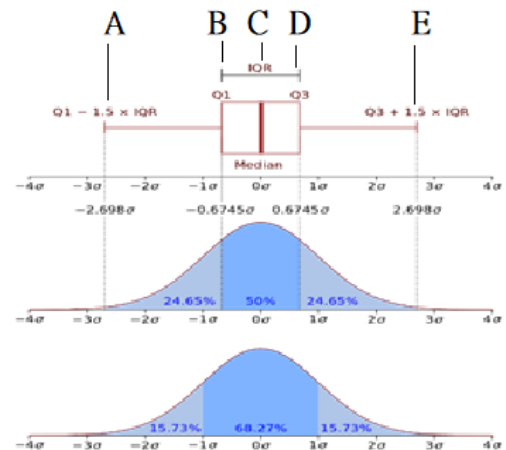 A B C D E
IQR
Q1 Q3
Q1 − 1.5 × IQR Q3 + 1.5 × IQR
Median
−4σ −3σ −2σ −1σ 0σ 1σ 2σ 3σ 4σ
−2.698σ −0.6745σ 0.6745σ 2.698σ
24.65% 50% 24.65%
−4σ −3σ −2σ −1σ 0σ 1σ 2σ 3σ 4σ
15.73% 68.27% 15.73%
−4σ −3σ −2σ −1σ 0σ 1σ 2σ 3σ 4σ